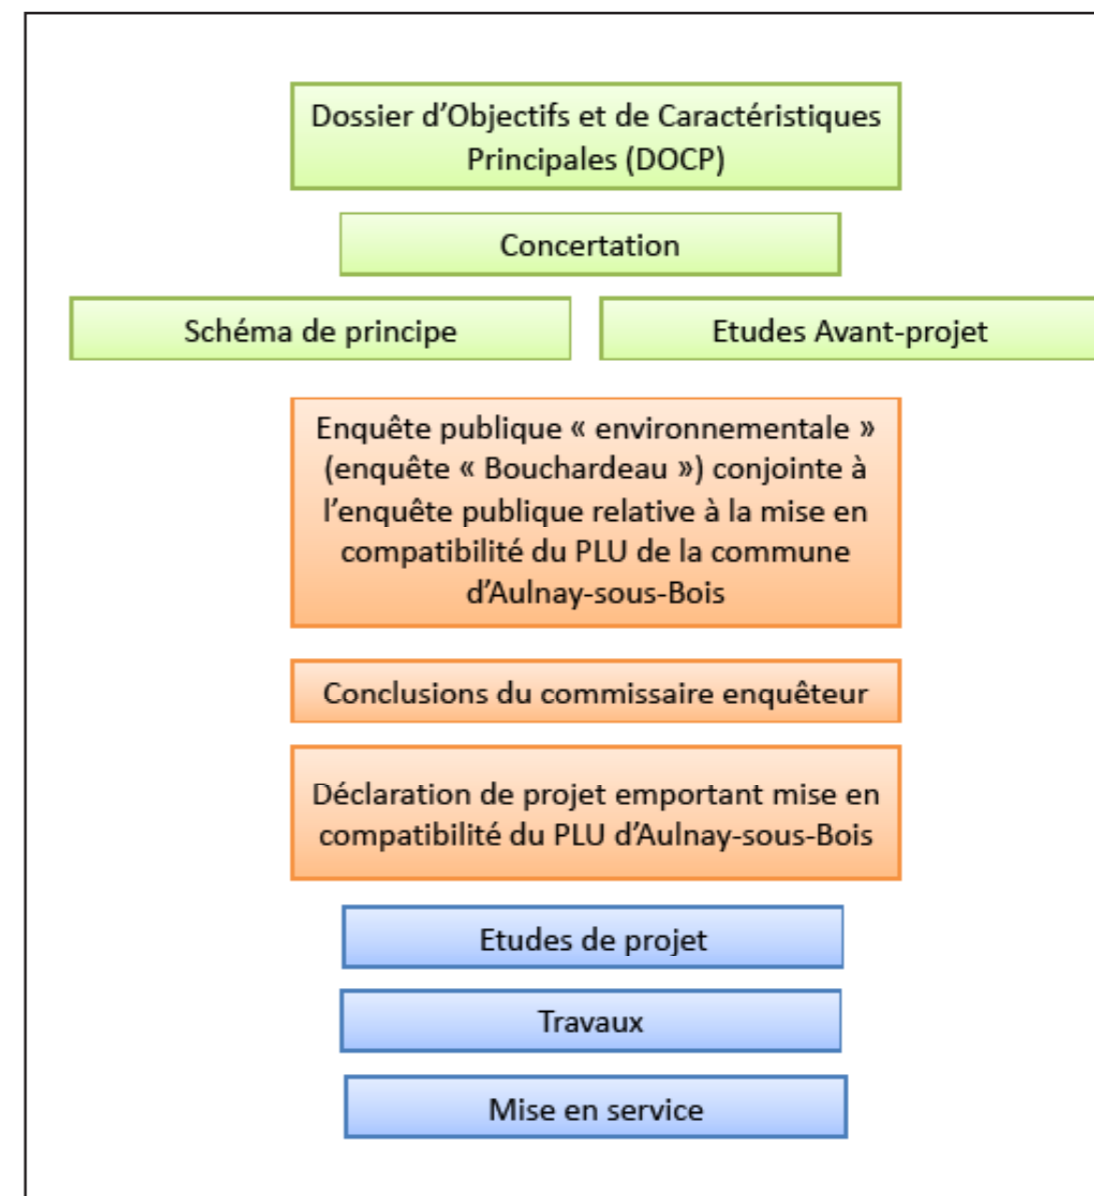 Dossier d’Objectifs et de Caractéristiques
Principales (DOCP)
Concertation
Schéma de principe
Etudes Avant-projet
Enquête publique « environnementale »
(enquête « Bouchardeau ») conjointe à
l’enquête publique relative à la mise en
compatibilité du PLU de la commune
d’Aulnay-sous-Bois
Conclusions du commissaire enquêteur
Déclaration de projet emportant mise en
compatibilité du PLU d’Aulnay-sous-Bois
Etudes de projet
Travaux
Mise en service